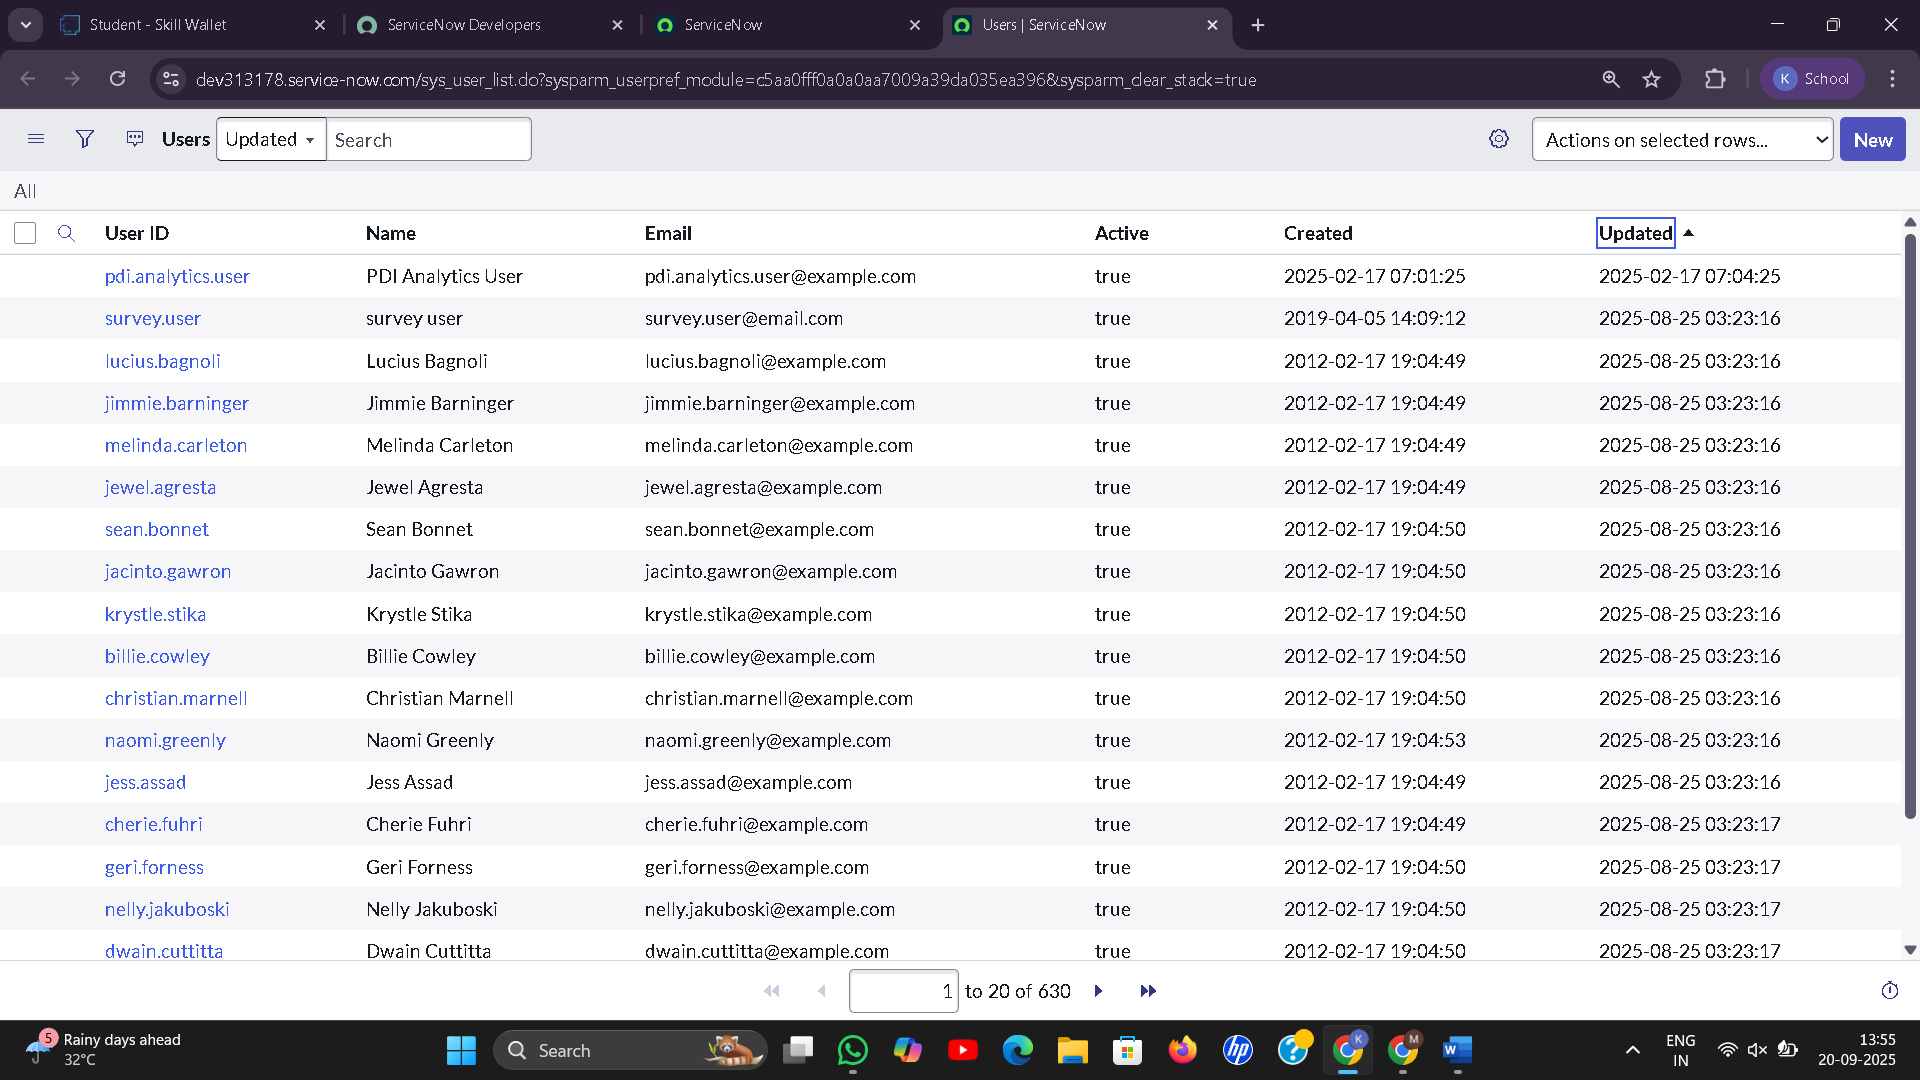 Student - Skill Wallet
ServiceNow Developers
ServiceNow
Users | ServiceNow
dev313178.service-now.com/sys_user_list.do?sysparm_userpref_module=c5aa0fff0a0a0aa7009a39da035ea396&sysparm_clear_stack=true
K School
Users Updated Search Actions on selected rows... New
All
User ID Name Email Active Created Updated
pdi.analytics.user PDI Analytics User pdi.analytics.user@example.com true 2025-02-17 07:01:25 2025-02-17 07:04:25
survey.user survey user survey.user@email.com true 2019-04-05 14:09:12 2025-08-25 03:23:16
lucius.bagnoli Lucius Bagnoli lucius.bagnoli@example.com true 2012-02-17 19:04:49 2025-08-25 03:23:16
jimmie.barninger Jimmie Barninger jimmie.barninger@example.com true 2012-02-17 19:04:49 2025-08-25 03:23:16
melinda.carleton Melinda Carleton melinda.carleton@example.com true 2012-02-17 19:04:49 2025-08-25 03:23:16
jewel.agresta Jewel Agresta jewel.agresta@example.com true 2012-02-17 19:04:49 2025-08-25 03:23:16
sean.bonnet Sean Bonnet sean.bonnet@example.com true 2012-02-17 19:04:50 2025-08-25 03:23:16
jacinto.gawron Jacinto Gawron jacinto.gawron@example.com true 2012-02-17 19:04:50 2025-08-25 03:23:16
krystle.stika Krystle Stika krystle.stika@example.com true 2012-02-17 19:04:50 2025-08-25 03:23:16
billie.cowley Billie Cowley billie.cowley@example.com true 2012-02-17 19:04:50 2025-08-25 03:23:16
christian.marnell Christian Marnell christian.marnell@example.com true 2012-02-17 19:04:50 2025-08-25 03:23:16
naomi.greenly Naomi Greenly naomi.greenly@example.com true 2012-02-17 19:04:53 2025-08-25 03:23:16
jess.assad Jess Assad jess.assad@example.com true 2012-02-17 19:04:49 2025-08-25 03:23:16
cherie.fuhri Cherie Fuhri cherie.fuhri@example.com true 2012-02-17 19:04:49 2025-08-25 03:23:17
geri.forness Geri Forness geri.forness@example.com true 2012-02-17 19:04:50 2025-08-25 03:23:17
nelly.jakuboski Nelly Jakuboski nelly.jakuboski@example.com true 2012-02-17 19:04:50 2025-08-25 03:23:17
dwain.cuttitta Dwain Cuttitta dwain.cuttitta@example.com true 2012-02-17 19:04:50 2025-08-25 03:23:17
1 to 20 of 630
5 Rainy days ahead
32°C
Search
hp
?
K
M
W
ENG
IN
13:55
20-09-2025